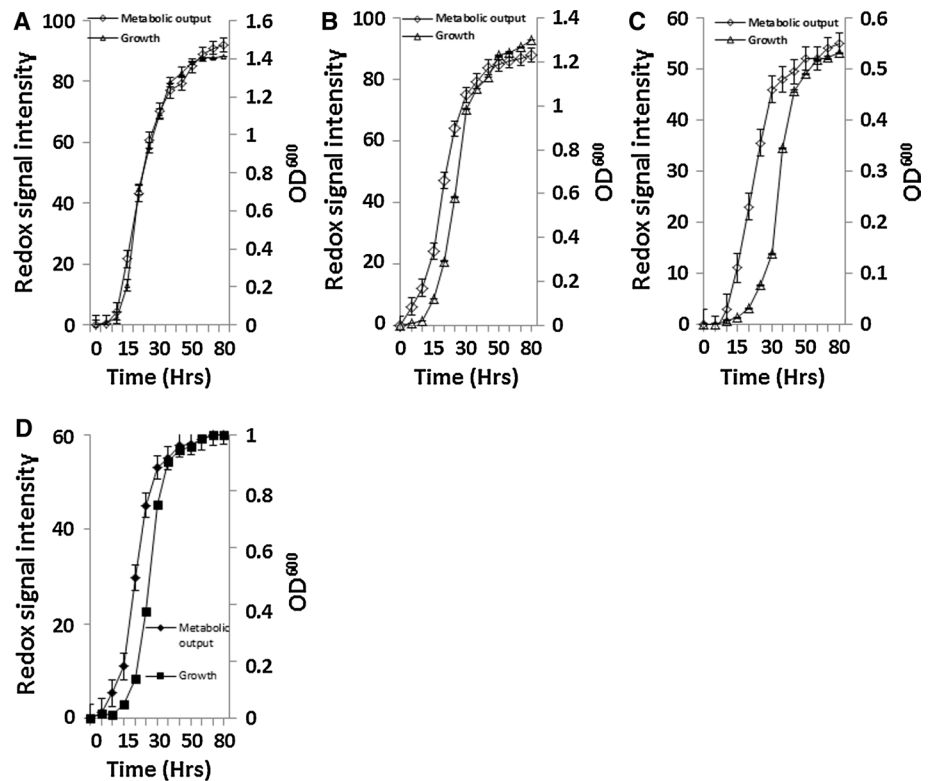 A
Metabolic output
Growth
100
80
60
40
20
0
1.6
1.4
1.2
1
0.8
0.6
0.4
0.2
0
Redox signal intensity
OD600
0 15 30 60 80
Time (Hrs)
B
Metabolic output
Growth
100
80
60
40
20
0
1.4
1.2
1
0.8
0.6
0.4
0.2
0
Redox signal intensity
OD600
0 15 30 60 80
Time (Hrs)
C
Metabolic output
Growth
60
50
40
30
20
10
0
0.6
0.5
0.4
0.3
0.2
0.1
0
Redox signal intensity
OD600
0 15 30 60 80
Time (Hrs)
D
60
40
20
0
1
0.8
0.6
0.4
0.2
0
Redox signal intensity
OD600
Metabolic
output
Growth
0 15 30 60 80
Time (Hrs)